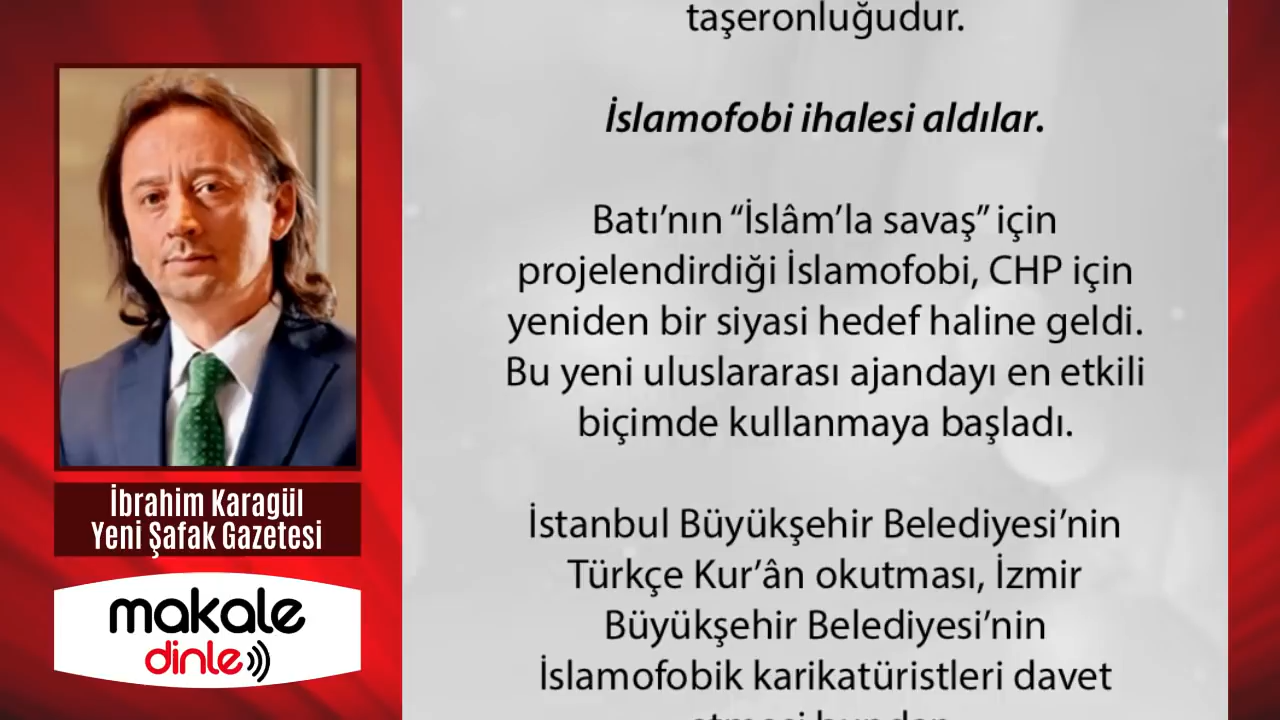 taşeronluğudur.
İslamofobi ihalesi aldılar.
Batı’nın “İslâm’la savaş” için
projelendirdiği İslamofobi, CHP için
yeniden bir siyasi hedef haline geldi.
Bu yeni uluslararası ajandayı en etkili
biçimde kullanmaya başladı.
İstanbul Büyükşehir Belediyesi’nin
Türkçe Kur’ân okutması, İzmir
Büyükşehir Belediyesi’nin
İslamofobik karikatüristleri davet
İbrahim Karagül
Yeni Şafak Gazetesi
makale
dinle